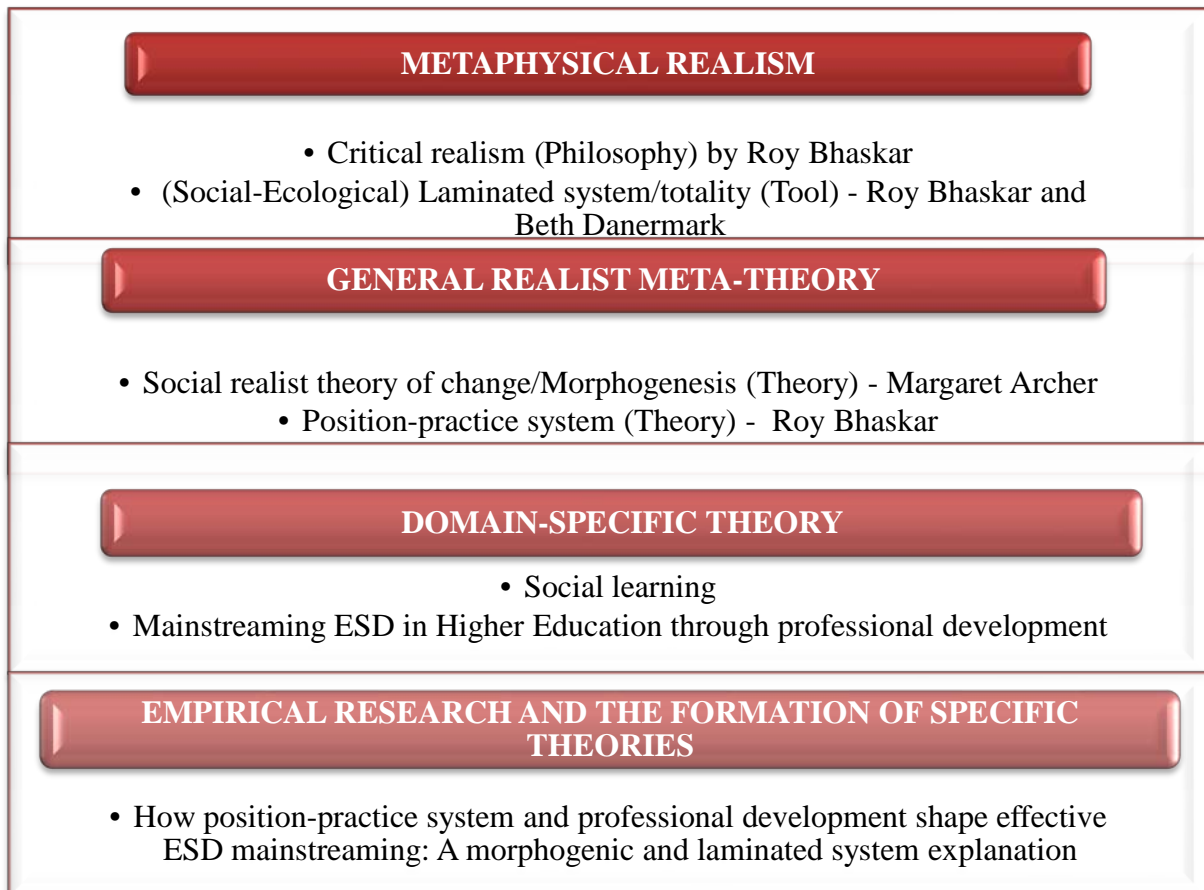 METAPHYSICAL REALISM
• Critical realism (Philosophy) by Roy Bhaskar
• (Social-Ecological) Laminated system/totality (Tool) - Roy Bhaskar and
Beth Danermark
GENERAL REALIST META-THEORY
• Social realist theory of change/Morphogenesis (Theory) - Margaret Archer
• Position-practice system (Theory) - Roy Bhaskar
DOMAIN-SPECIFIC THEORY
• Social learning
• Mainstreaming ESD in Higher Education through professional development
EMPIRICAL RESEARCH AND THE FORMATION OF SPECIFIC
THEORIES
• How position-practice system and professional development shape effective
ESD mainstreaming: A morphogenic and laminated system explanation